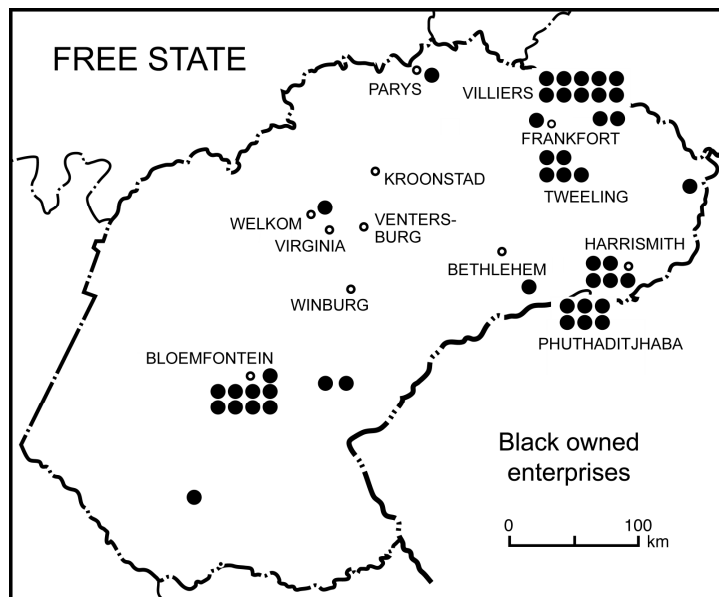 FREE STATE
PARYS
VILLIERS
FRANKFORT
KROONSTAD
TWEELING
WELKOM
VENTERS-
BURG
VIRGINIA
HARRISMITH
BETHLEHEM
WINBURG
PHUTHADITJHABA
BLOEMFONTEIN
Black owned
enterprises
0 100
km